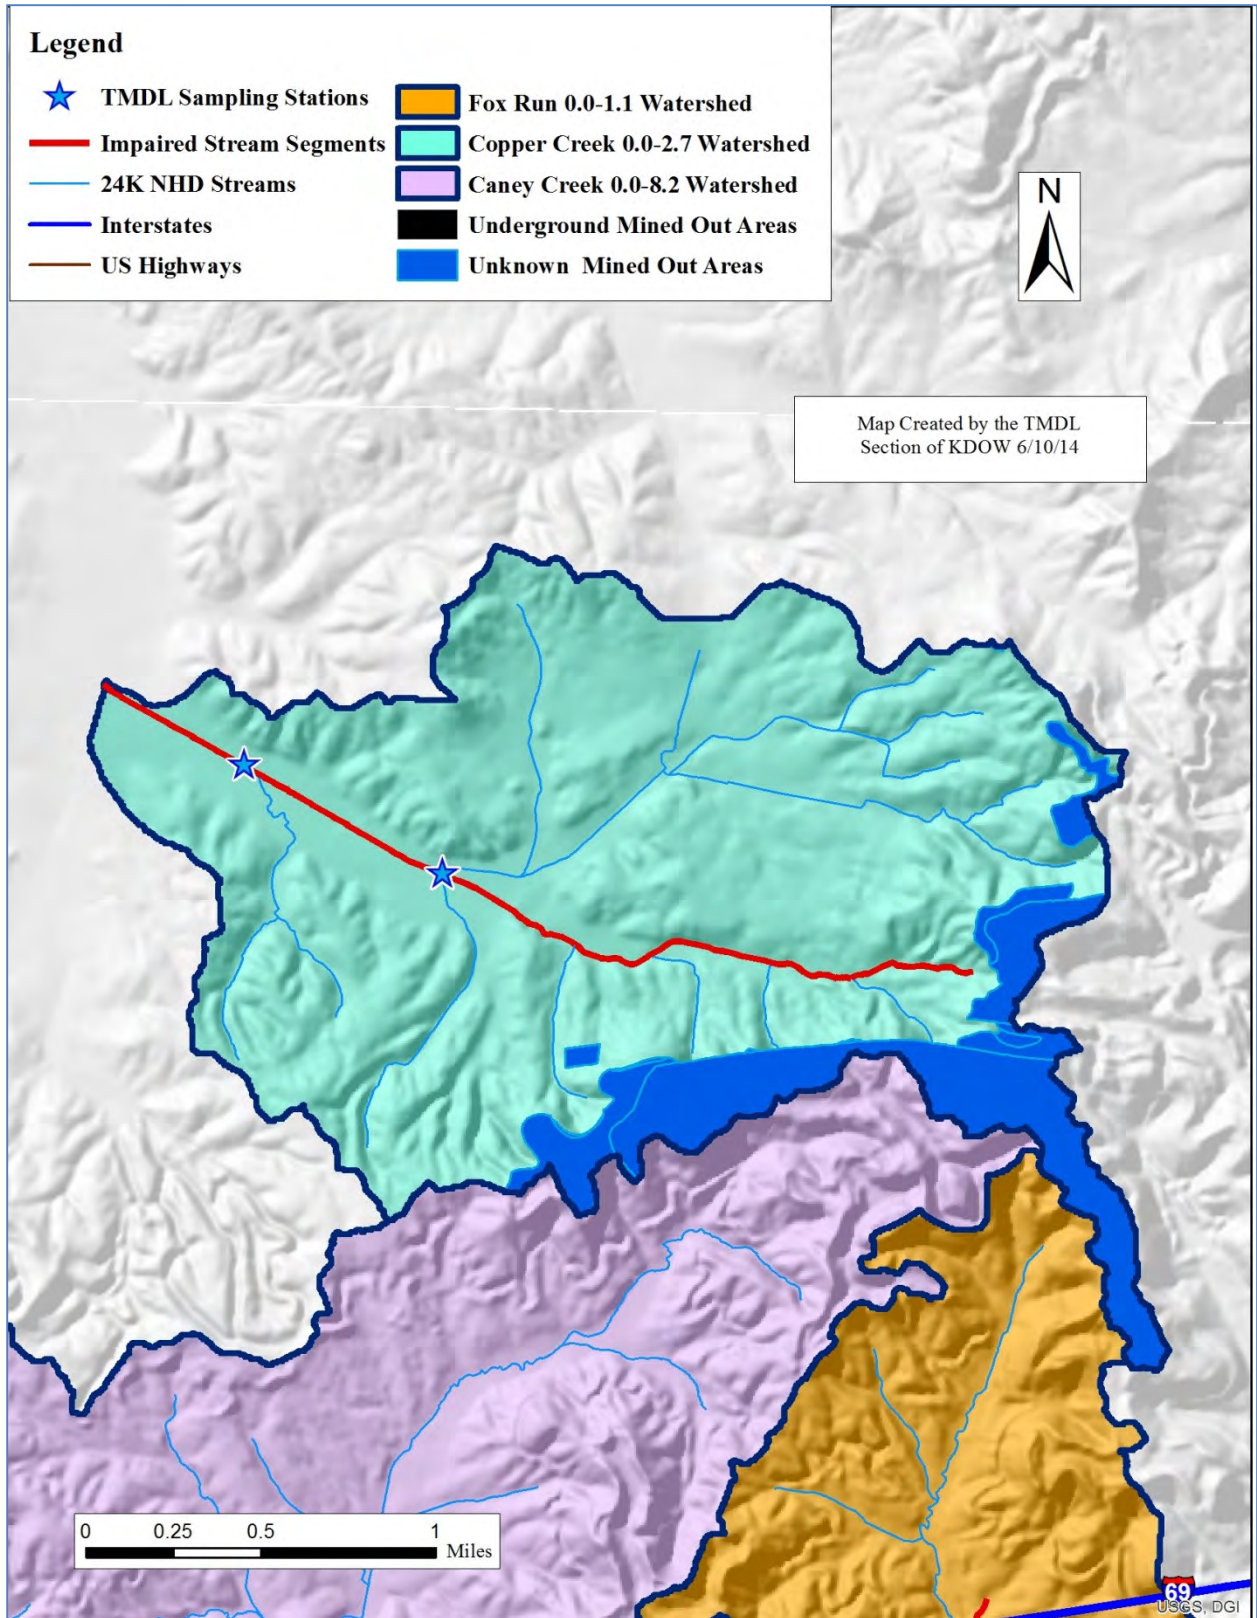 Legend
TMDL Sampling Stations
Impaired Stream Segments
24K NHD Streams
Interstates
US Highways
Fox Run 0.0-1.1 Watershed
Copper Creek 0.0-2.7 Watershed
Caney Creek 0.0-8.2 Watershed
Underground Mined Out Areas
Unknown Mined Out Areas
N
Map Created by the TMDL
Section of KDOW 6/10/14
0 0.25 0.5 1
Miles
69
USGS, DGI